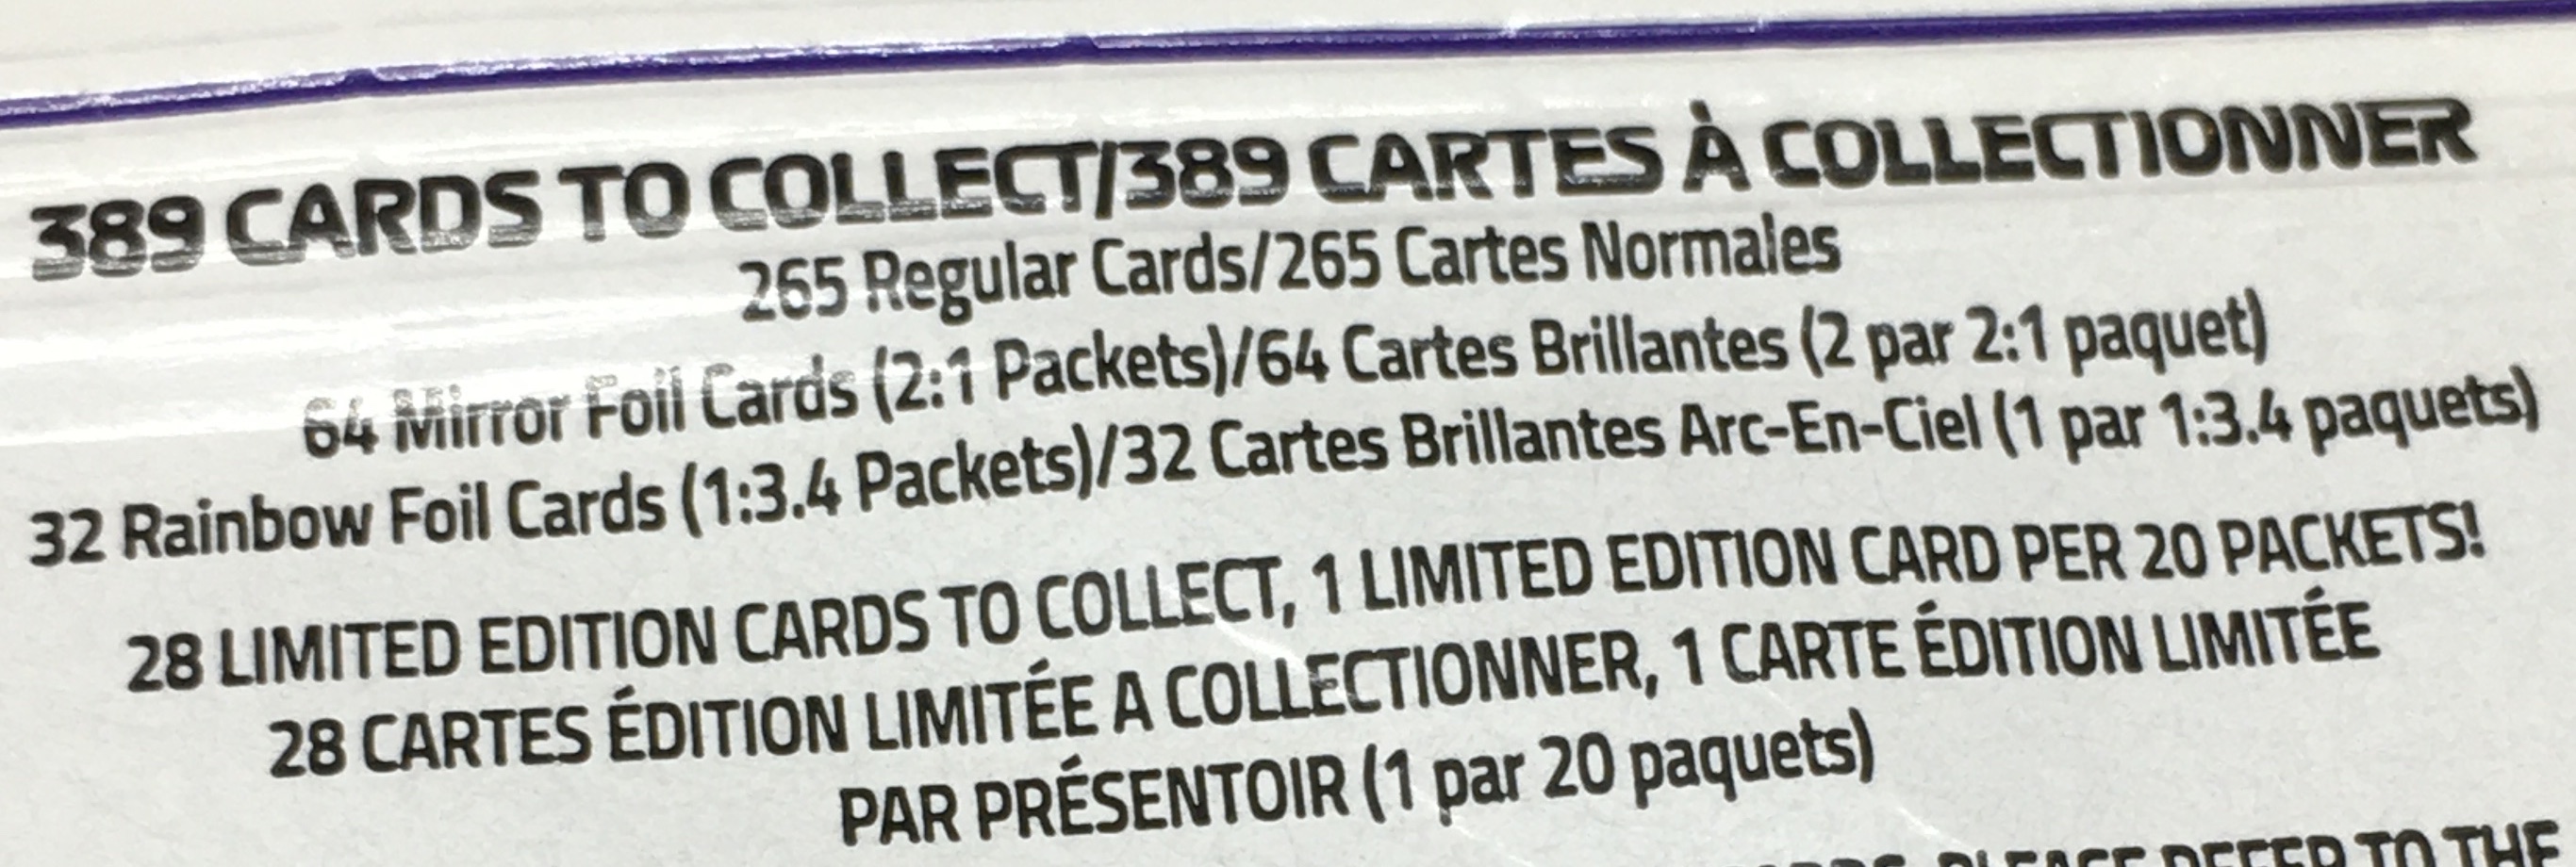 389 CARDS TO COLLECT/389 CARTES À COLLECTIONNER
265 Regular Cards/265 Cartes Normales
64 Mirror Foil Cards (2:1 Packets)/64 Cartes Brillantes (2 par 2:1 paquet)
32 Rainbow Foil Cards (1:3.4 Packets)/32 Cartes Brillantes Arc-En-Ciel (1 par 1:3.4 paquets)
28 LIMITED EDITION CARDS TO COLLECT, 1 LIMITED EDITION CARD PER 20 PACKETS!
28 CARTES ÉDITION LIMITÉE A COLLECTIONNER, 1 CARTE ÉDITION LIMITÉE
PAR PRÉSENTOIR (1 par 20 paquets)
PLEASE REFER TO THE